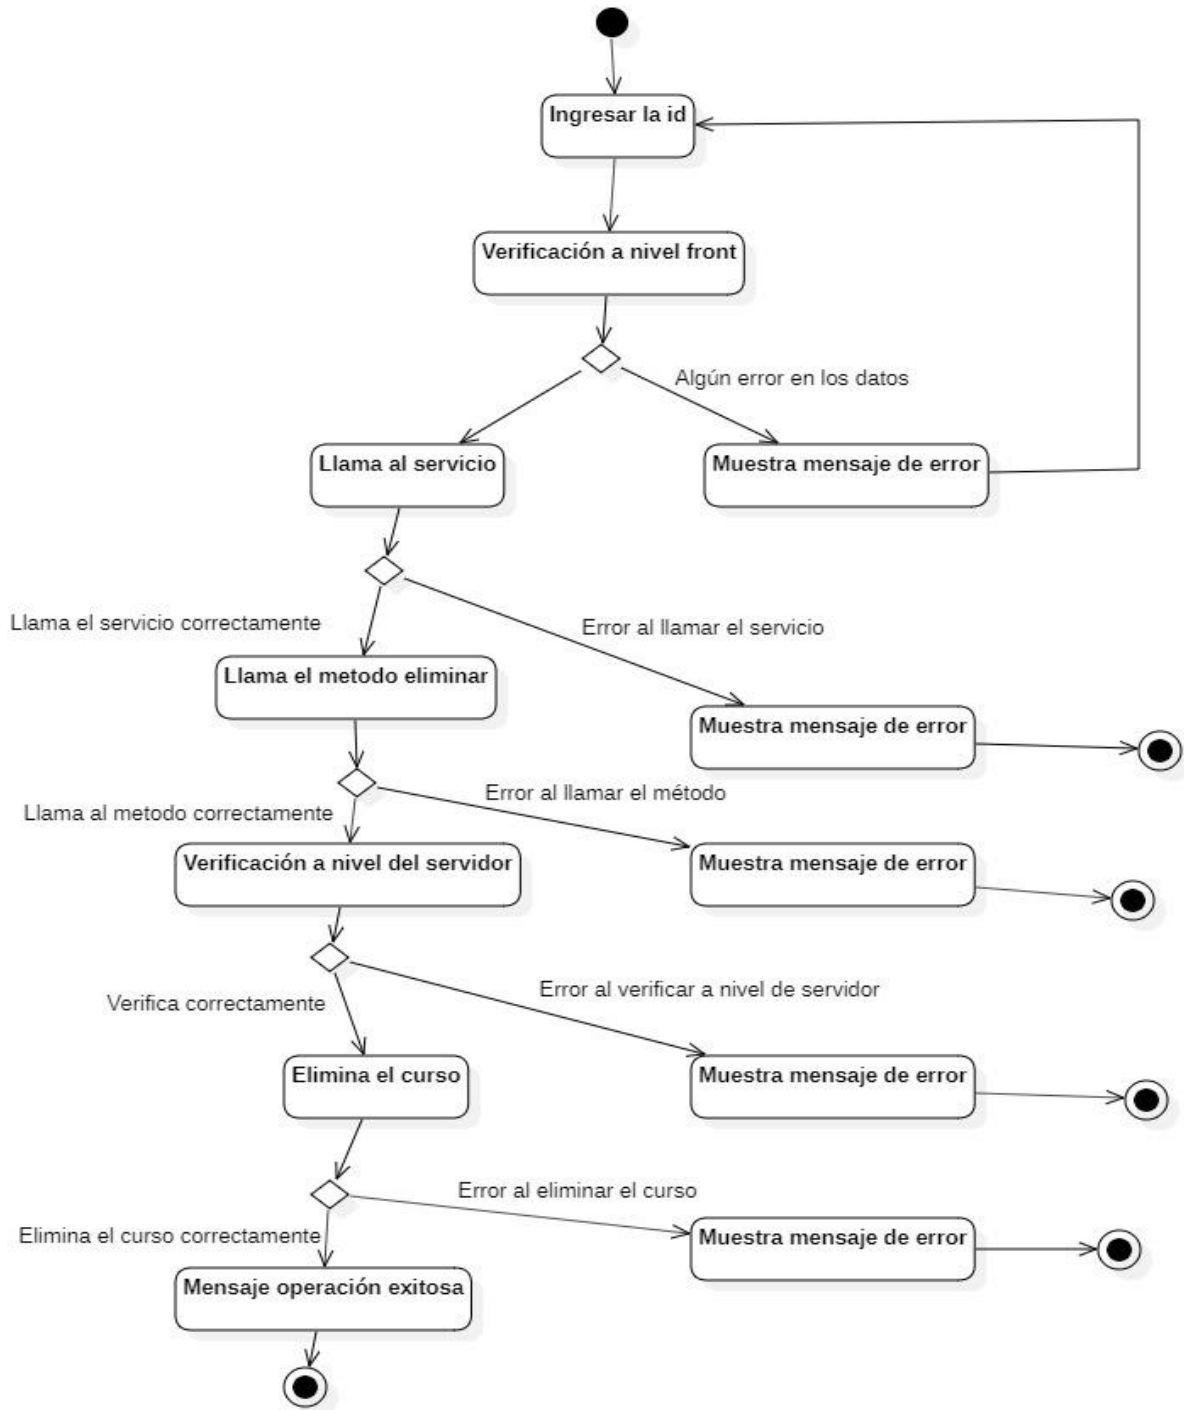 Ingresar la id
Verificación a nivel front
Algún error en los datos
Llama al servicio
Muestra mensaje de error
Llama el servicio correctamente
Error al llamar el servicio
Llama el metodo eliminar
Muestra mensaje de error
Error al llamar el método
Llama al metodo correctamente
Verificación a nivel del servidor
Muestra mensaje de error
Error al verificar a nivel de servidor
Verifica correctamente
Elimina el curso
Muestra mensaje de error
Error al eliminar el curso
Elimina el curso correctamente
Muestra mensaje de error
Mensaje operación exitosa